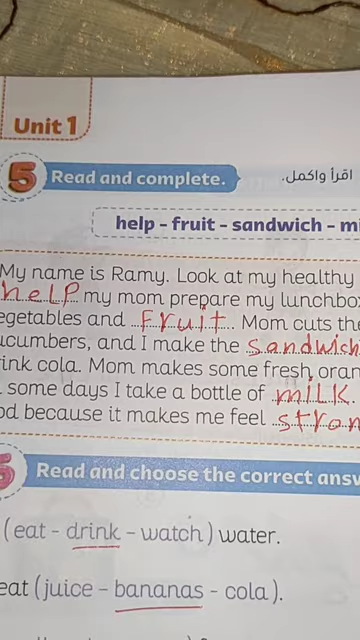 Unit 1
5 Read and complete. اقرأ واكمل.
help - fruit - sandwich - mi
My name is Ramy. Look at my healthy
help my mom prepare my lunchbo
egetables and fruit. Mom cuts the
ucumbers, and I make the sandwich
rink cola. Mom makes some fresh oran
some days I take a bottle of milk.
od because it makes me feel stron
Read and choose the correct answ
(eat - drink - watch) water.
eat (juice - bananas - cola).